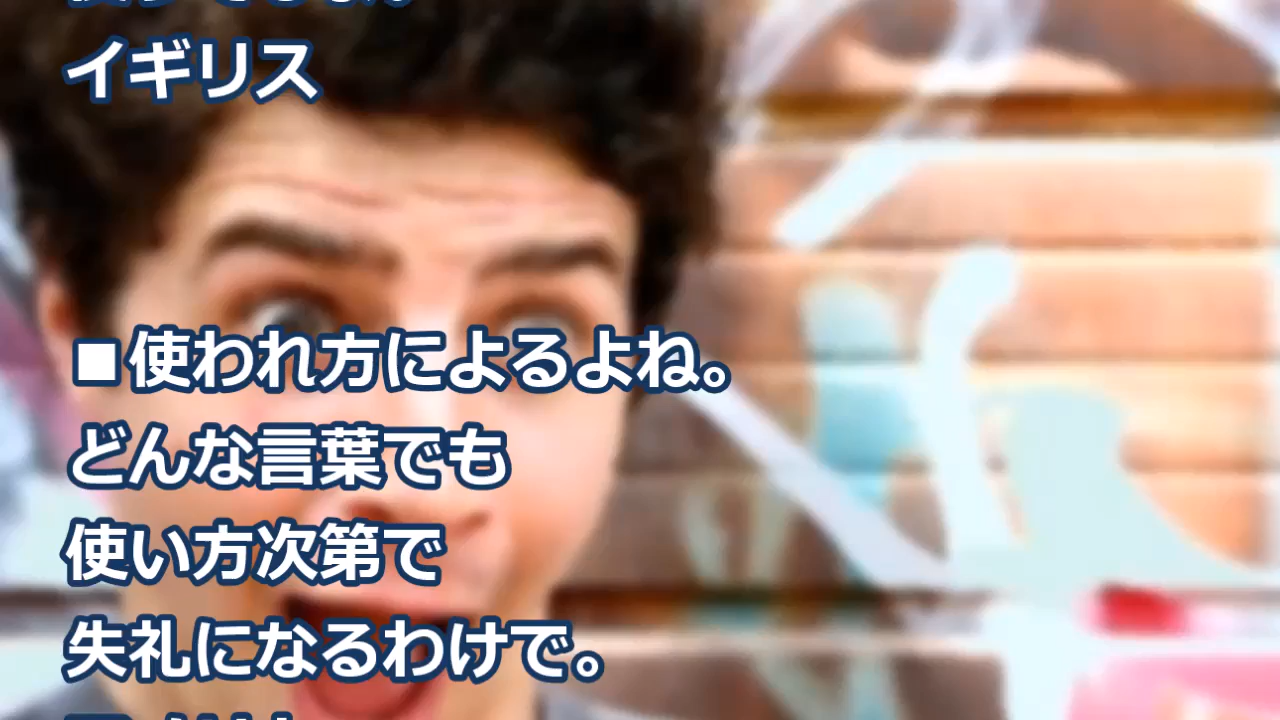 イギリス
■使われ方によるよね。
どんな言葉でも
使い方次第で
失礼になるわけで。